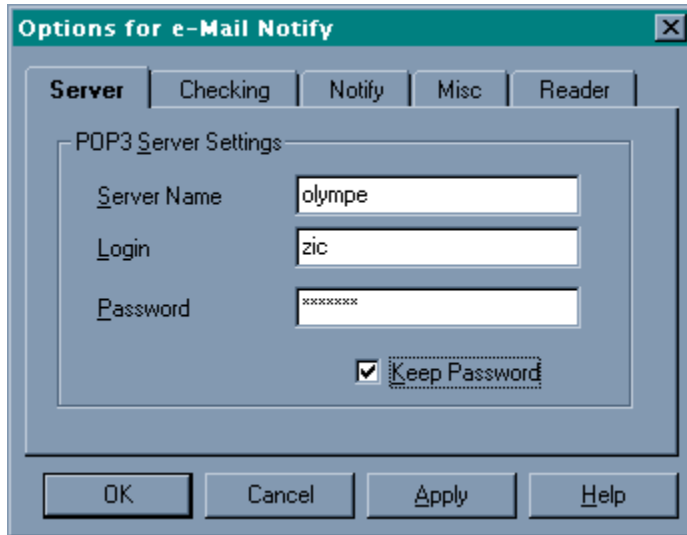 Options for e-Mail Notify
Server Checking Notify Misc Reader
POP3 Server Settings
Server Name olympe
Login zic
Password *******
Keep Password
OK Cancel Apply Help